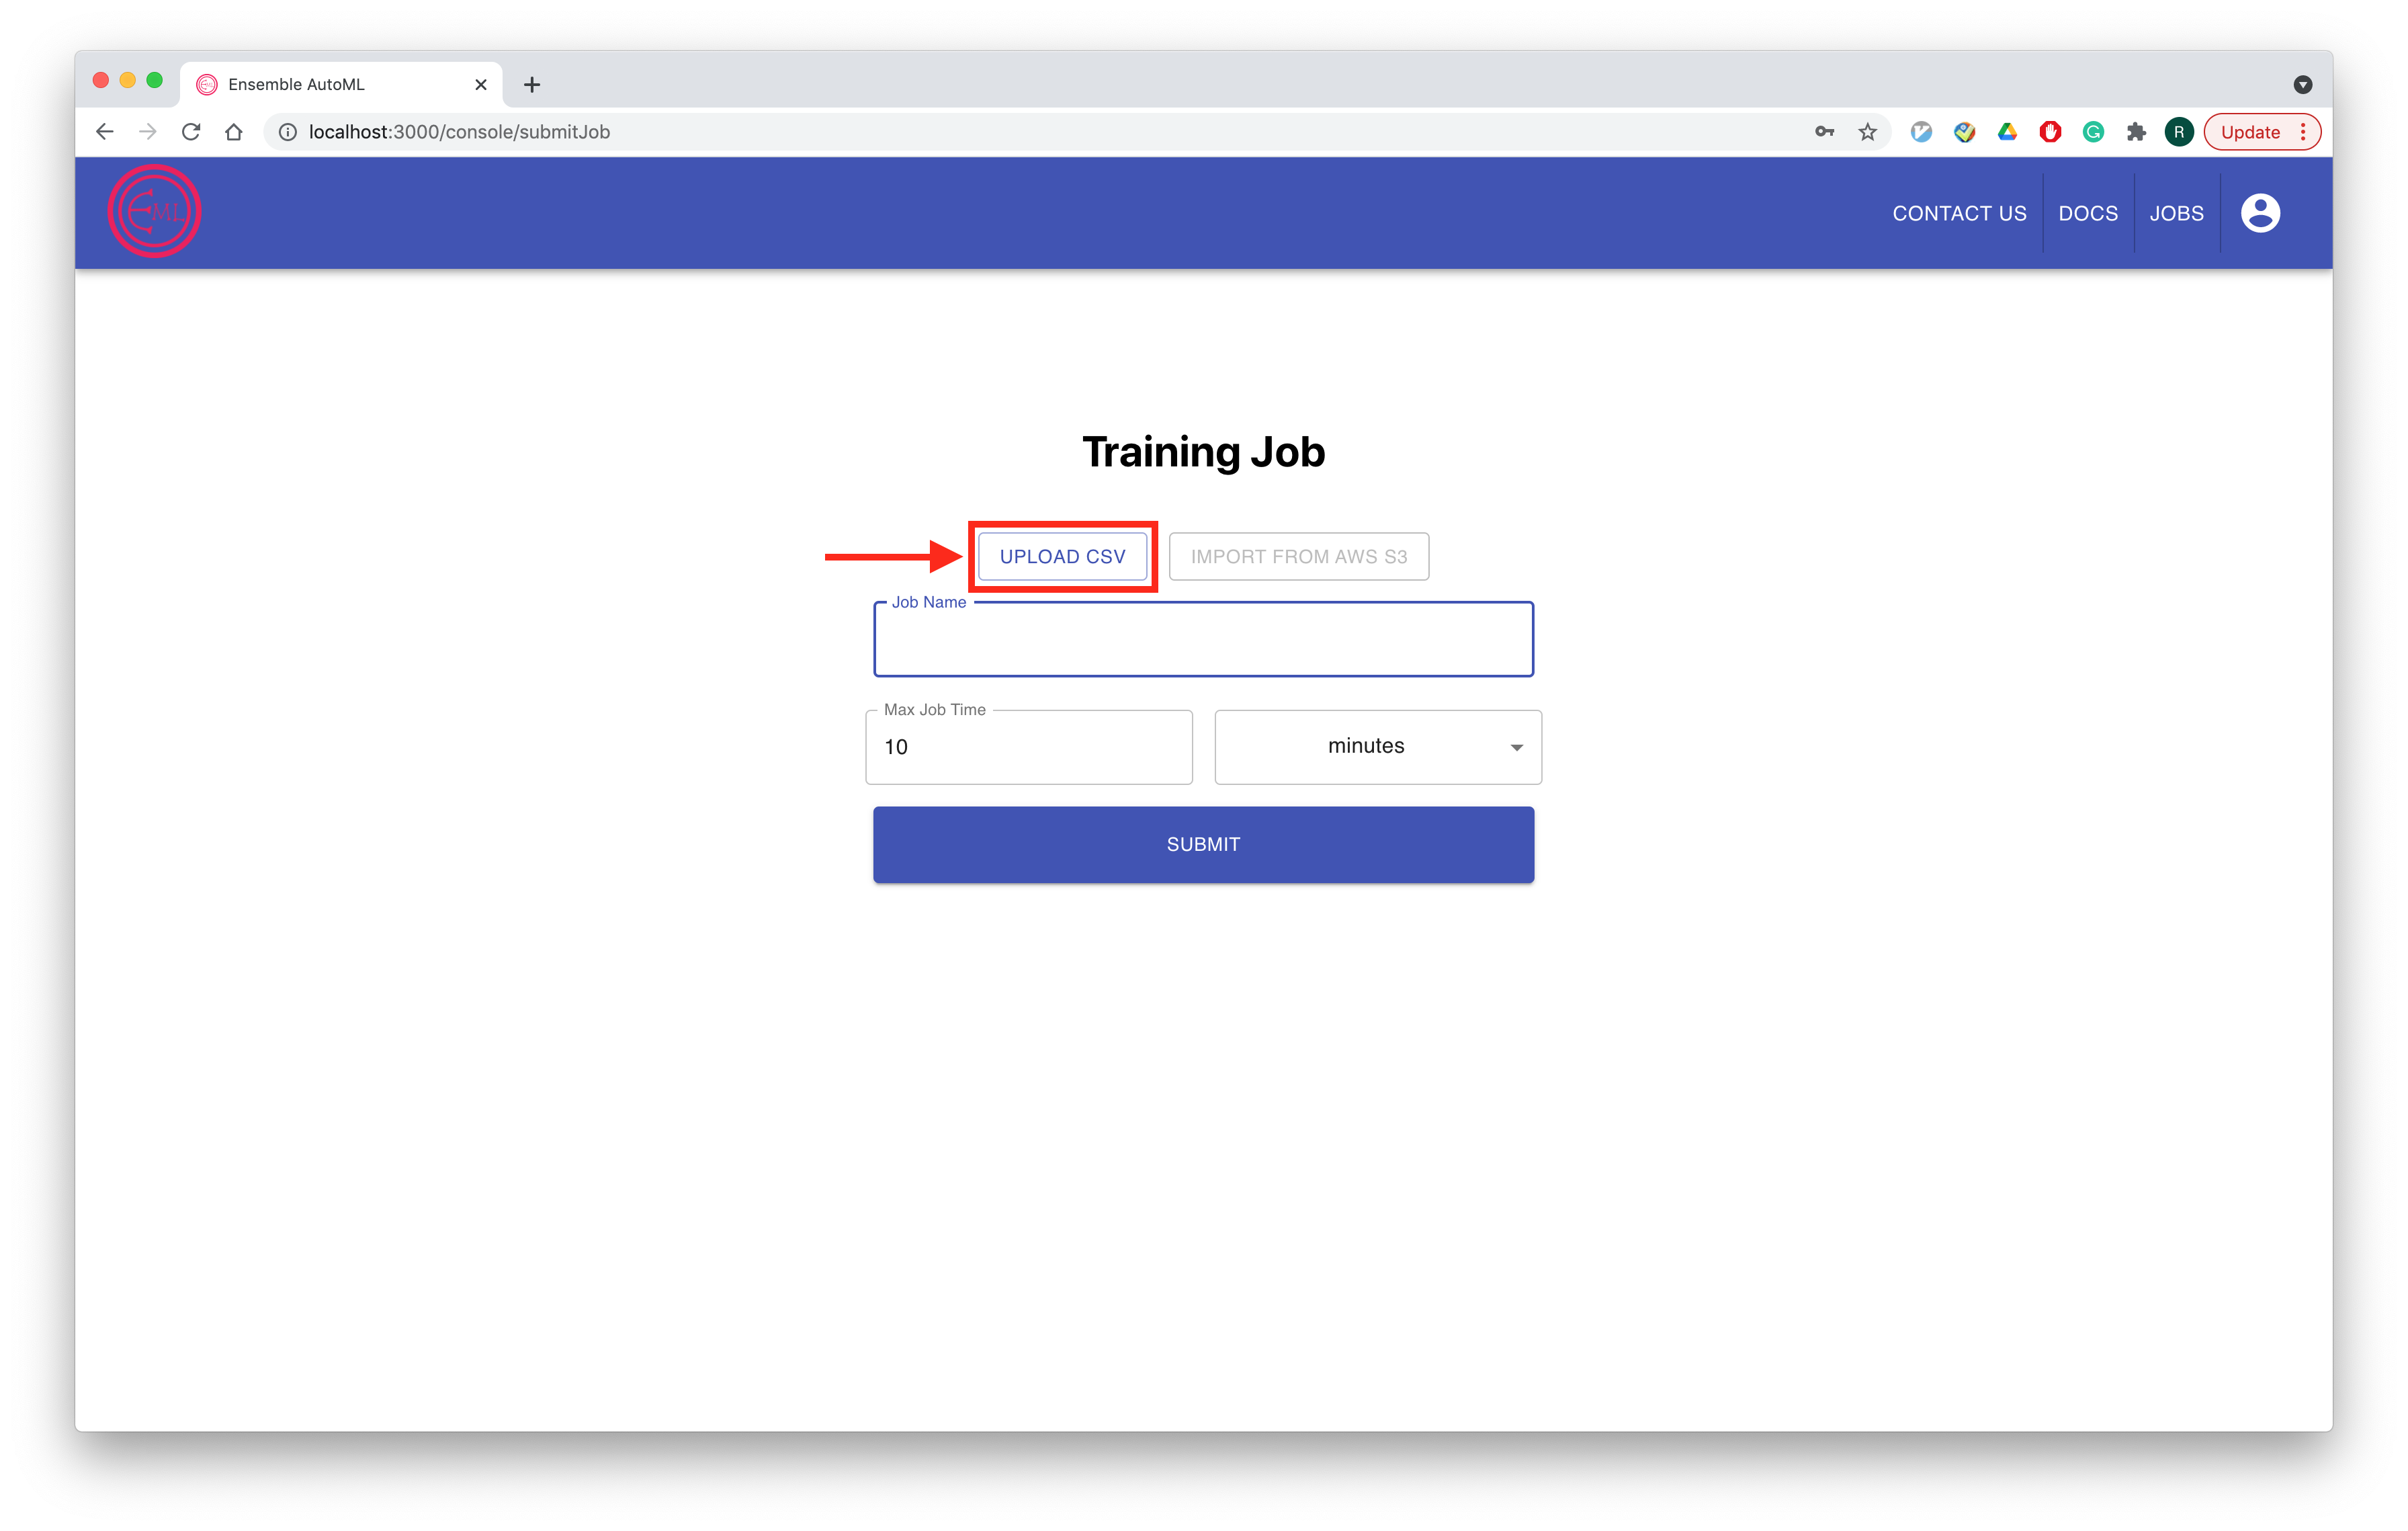 Ensemble AutoML
localhost:3000/console/submitJob
R
Update
EML
CONTACT US
DOCS
JOBS
Training Job
UPLOAD CSV
IMPORT FROM AWS S3
Job Name
Max Job Time
10
minutes
SUBMIT